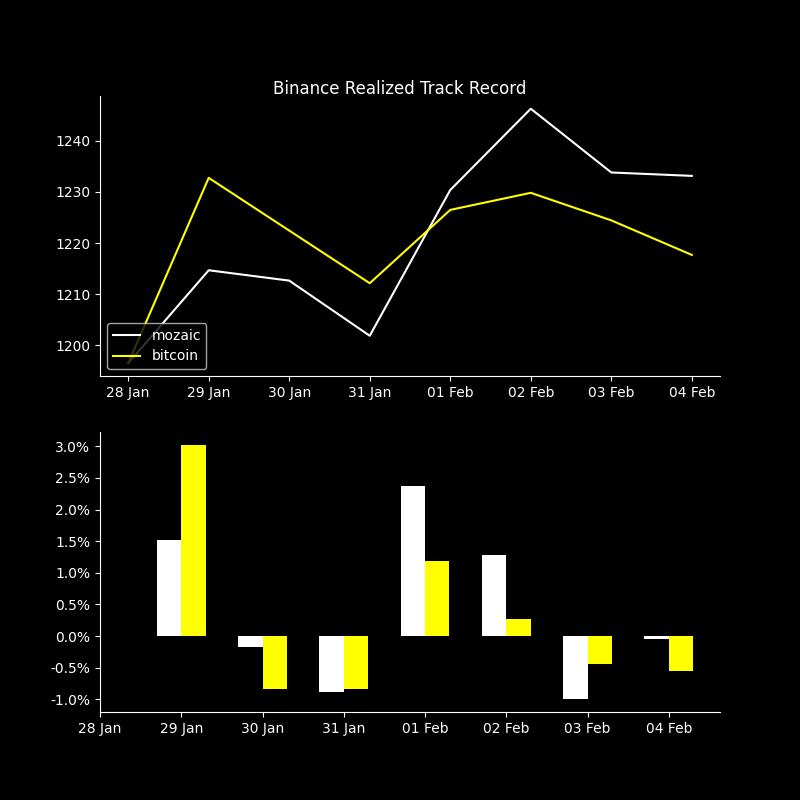 Binance Realized Track Record
1240
1230
1220
1210
1200
mozaic
bitcoin
28 Jan 29 Jan 30 Jan 31 Jan 01 Feb 02 Feb 03 Feb 04 Feb
3.0%
2.5%
2.0%
1.5%
1.0%
0.5%
0.0%
-0.5%
-1.0%
28 Jan 29 Jan 30 Jan 31 Jan 01 Feb 02 Feb 03 Feb 04 Feb